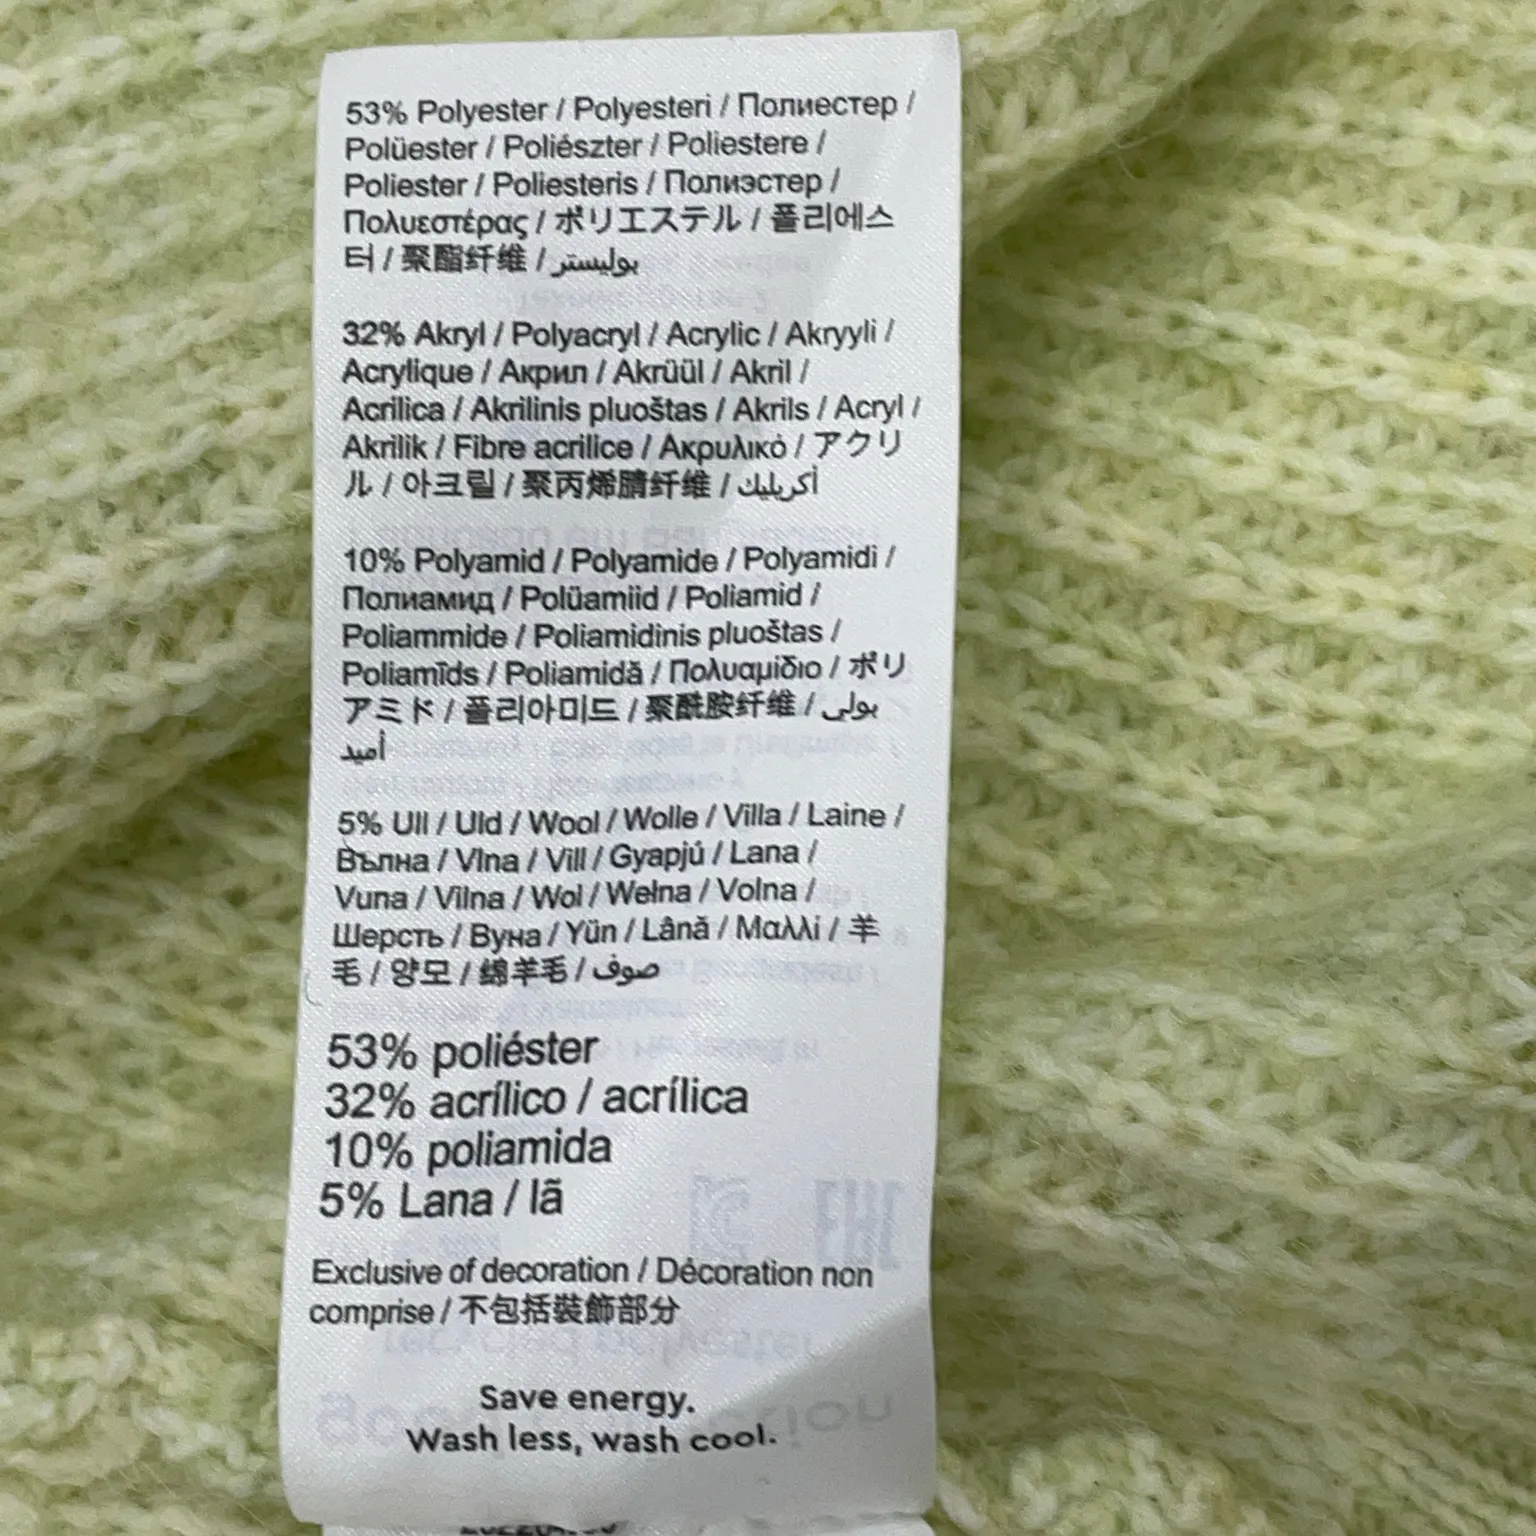 53% Polyester / Polyesteri / Полиестер /
Polüester / Poliészter / Poliestere /
Poliester / Poliesteris / Полиэстер /
Πολυεστέρας / ポリエステル / 폴리에스
터 / 聚酯纤维 / بوليستر
32% Akryl / Polyacryl / Acrylic / Akryyli /
Acrylique / Акрил / Akrüül / Akril /
Acrilica / Akrilinis pluoštas / Akrils / Acryl /
Akrilik / Fibre acrilice / Ακρυλικό / アクリ
ル / 아크릴 / 聚丙烯腈纤维 / أكريليك
10% Polyamid / Polyamide / Polyamidi /
Полиамид / Polüamiid / Poliamid /
Poliammide / Poliamidinis pluoštas /
Poliamīds / Poliamidă / Πολυαμίδιο / ポリ
アミド / 폴리아미드 / 聚酰胺纤维 / بولي
أميد
5% Ull / Uld / Wool / Wolle / Villa / Laine /
Вълна / Vlna / Vill / Gyapjú / Lana /
Vuna / Vilna / Wol / Wełna / Volna /
Шерсть / Вуна / Yün / Lână / Μαλλί / 羊
毛 / 양모 / 绵羊毛 / صوف
53% poliéster
32% acrílico / acrílica
10% poliamida
5% Lana / lã
Exclusive of decoration / Décoration non
comprise / 不包括裝飾部分
Save energy.
Wash less, wash cool.